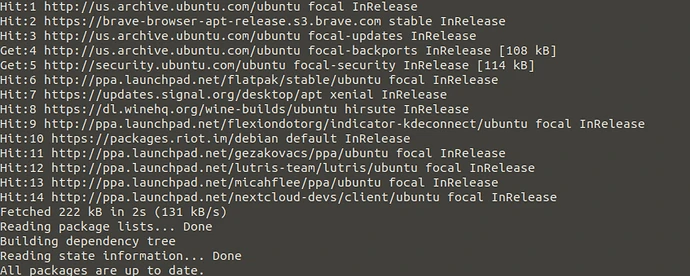 Hit:1 http://us.archive.ubuntu.com/ubuntu focal InRelease
Hit:2 https://brave-browser-apt-release.s3.brave.com stable InRelease
Hit:3 http://us.archive.ubuntu.com/ubuntu focal-updates InRelease
Get:4 http://us.archive.ubuntu.com/ubuntu focal-backports InRelease [108 kB]
Get:5 http://security.ubuntu.com/ubuntu focal-security InRelease [114 kB]
Hit:6 http://ppa.launchpad.net/flatpak/stable/ubuntu focal InRelease
Hit:7 https://updates.signal.org/desktop/apt xenial InRelease
Hit:8 https://dl.winehq.org/wine-builds/ubuntu hirsute InRelease
Hit:9 http://ppa.launchpad.net/flexiondotorg/indicator-kdeconnect/ubuntu focal InRelease
Hit:10 https://packages.riot.im/debian default InRelease
Hit:11 http://ppa.launchpad.net/gezakovacs/ppa/ubuntu focal InRelease
Hit:12 http://ppa.launchpad.net/lutris-team/lutris/ubuntu focal InRelease
Hit:13 http://ppa.launchpad.net/micahflee/ppa/ubuntu focal InRelease
Hit:14 http://ppa.launchpad.net/nextcloud-devs/client/ubuntu focal InRelease
Fetched 222 kB in 2s (131 kB/s)
Reading package lists... Done
Building dependency tree
Reading state information... Done
All packages are up to date.